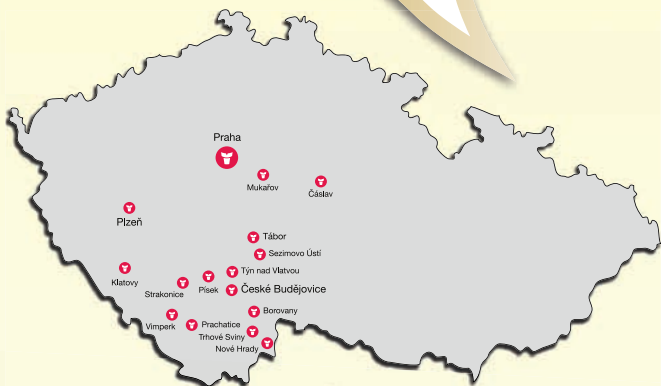 Praha
Mukařov
Čáslav
Plzeň
Tábor
Sezimovo Ústí
Týn nad Vlatvou
Klatovy
Strakonice
Písek
České Budějovice
Vimperk
Prachatice
Borovany
Trhové Sviny
Nové Hrady